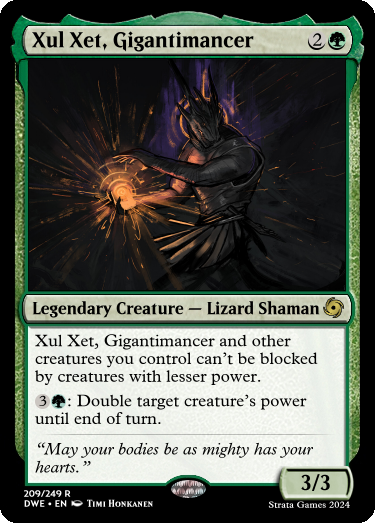 Xul Xet, Gigantimancer 2
Legendary Creature — Lizard Shaman
Xul Xet, Gigantimancer and other
creatures you control can't be blocked
by creatures with lesser power.
3: Double target creature's power
until end of turn.
“May your bodies be as mighty has your
hearts.”
3/3
209/249 R
DWE • EN Timi Honkanen
Strata Games 2024